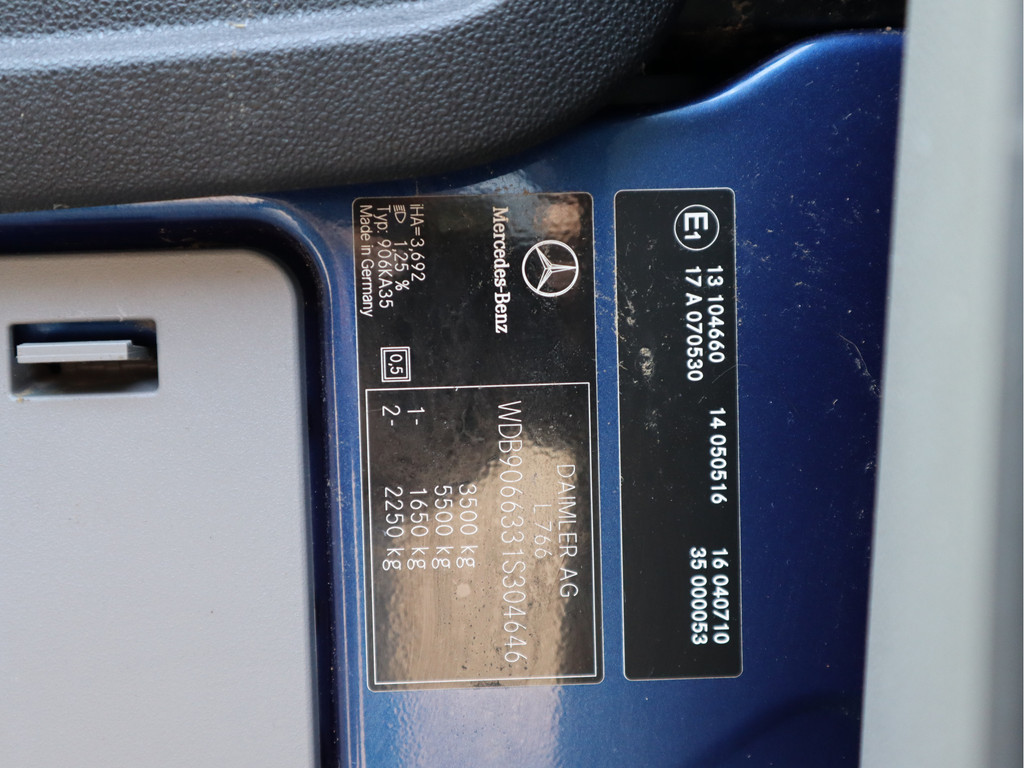 E1
13 104660 14 050516 16 040710
17 A 070530 35 000053
Mercedes-Benz
DAIMLER AG
L 766
WDB9066331S304646
3500 kg
5500 kg
1- 1650 kg
2- 2250 kg
iHA=3,692
1,25 %
Typ: 906KA35
Made in Germany
0,5